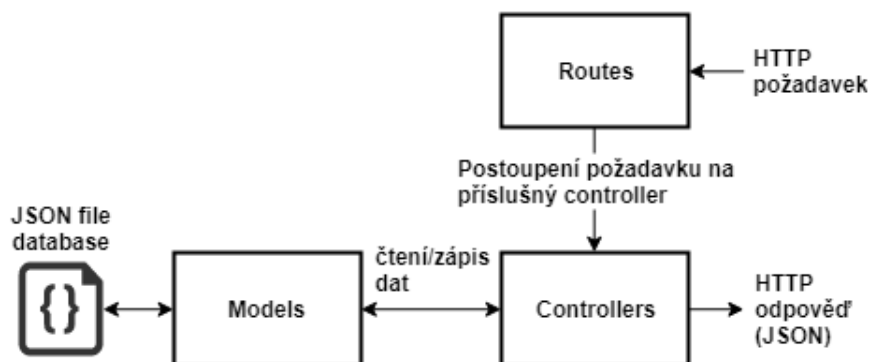 Routes
HTTP
požadavek
Postoupení požadavku na
příslušný controller
JSON file
database
{}
Models
čtení/zápis
dat
Controllers
HTTP
odpověď
(JSON)